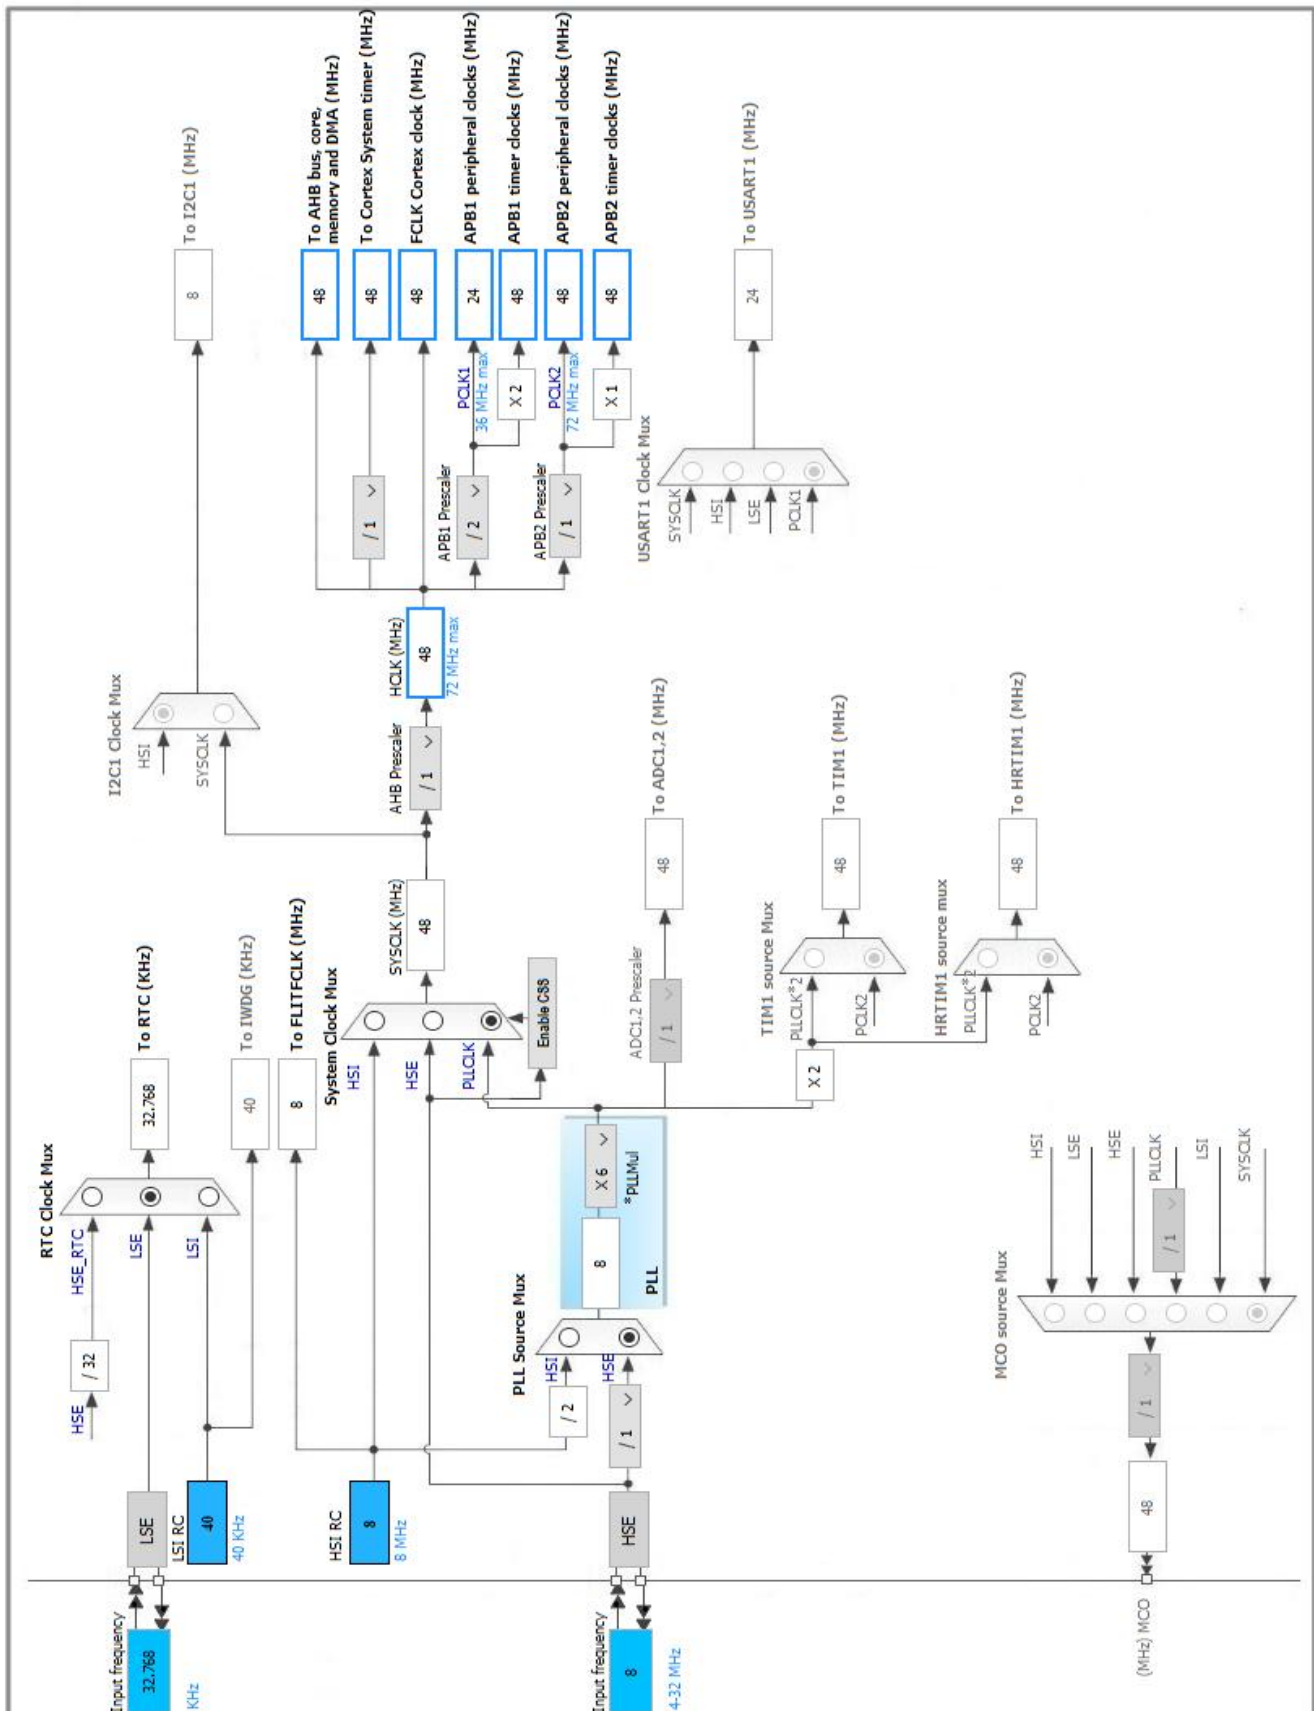 Input frequency
32.768
KHz
LSE
LSI RC
40
40 KHz
HSE
/ 32
HSE_RTC
LSE
LSI
RTC Clock Mux
32.768
To RTC (KHz)
40
To IWDG (KHz)
8
To FLITFCLK (MHz)
HSI RC
8
8 MHz
Input frequency
8
4-32 MHz
HSE
/ 1
/ 2
HSI
HSE
PLL Source Mux
8
X 6
*PLLMul
PLL
System Clock Mux
HSI
HSE
PLLCLK
Enable CSS
SYSCLK (MHz)
48
AHB Prescaler
/ 1
HCLK (MHz)
48
72 MHz max
I2C1 Clock Mux
HSI
SYSCLK
8
To I2C1 (MHz)
48
To AHB bus, core,
memory and DMA (MHz)
/ 1
48
To Cortex System timer (MHz)
48
FCLK Cortex clock (MHz)
APB1 Prescaler
/ 2
PCLK1
36 MHz max
24
APB1 peripheral clocks (MHz)
X 2
48
APB1 timer clocks (MHz)
APB2 Prescaler
/ 1
PCLK2
72 MHz max
48
APB2 peripheral clocks (MHz)
X 1
48
APB2 timer clocks (MHz)
USART1 Clock Mux
SYSCLK
HSI
LSE
PCLK1
24
To USART1 (MHz)
ADC1,2 Prescaler
/ 1
48
To ADC1,2 (MHz)
X 2
TIM1 source Mux
PLLCLK*2
PCLK2
48
To TIM1 (MHz)
HRTIM1 source mux
PLLCLK*2
PCLK2
48
To HRTIM1 (MHz)
MCO source Mux
HSI
LSE
HSE
/ 1
PLLCLK
LSI
SYSCLK
/ 1
48
(MHz) MCO